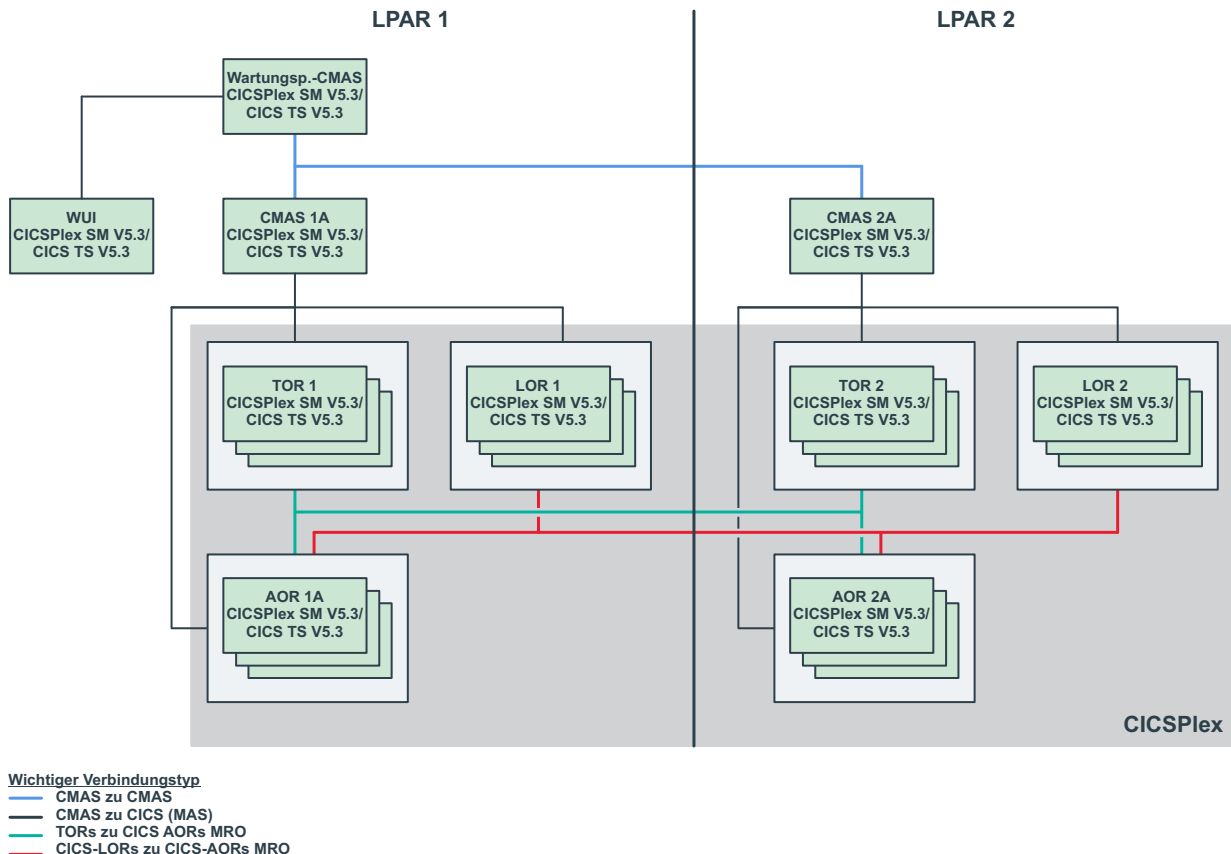 LPAR 1
LPAR 2
Wartungsp.-CMAS
CICSPlex SM V5.3/
CICS TS V5.3
WUI
CICSPlex SM V5.3/
CICS TS V5.3
CMAS 1A
CICSPlex SM V5.3/
CICS TS V5.3
CMAS 2A
CICSPlex SM V5.3/
CICS TS V5.3
TOR 1
CICSPlex SM V5.3/
CICS TS V5.3
LOR 1
CICSPlex SM V5.3/
CICS TS V5.3
TOR 2
CICSPlex SM V5.3/
CICS TS V5.3
LOR 2
CICSPlex SM V5.3/
CICS TS V5.3
AOR 1A
CICSPlex SM V5.3/
CICS TS V5.3
AOR 2A
CICSPlex SM V5.3/
CICS TS V5.3
CICSPlex
Wichtiger Verbindungstyp
CMAS zu CMAS
CMAS zu CICS (MAS)
TORs zu CICS AORs MRO
CICS-LORs zu CICS-AORs MRO